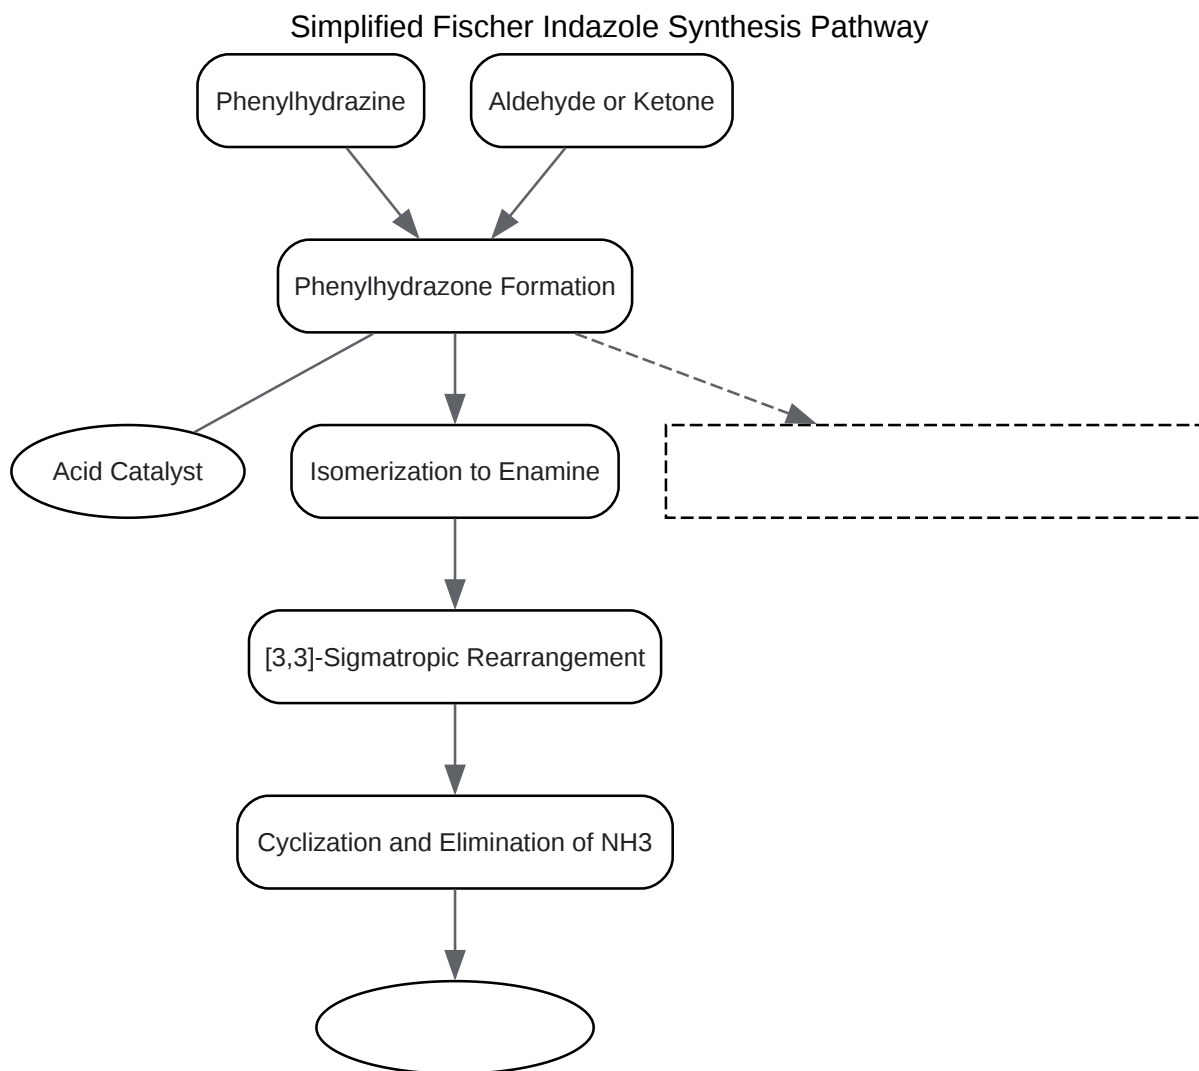 Simplified Fischer Indazole Synthesis Pathway
Phenylhydrazine
Aldehyde or Ketone
Phenylhydrazone Formation
Acid Catalyst
Isomerization to Enamine
[3,3]-Sigmatropic Rearrangement
Cyclization and Elimination of NH3